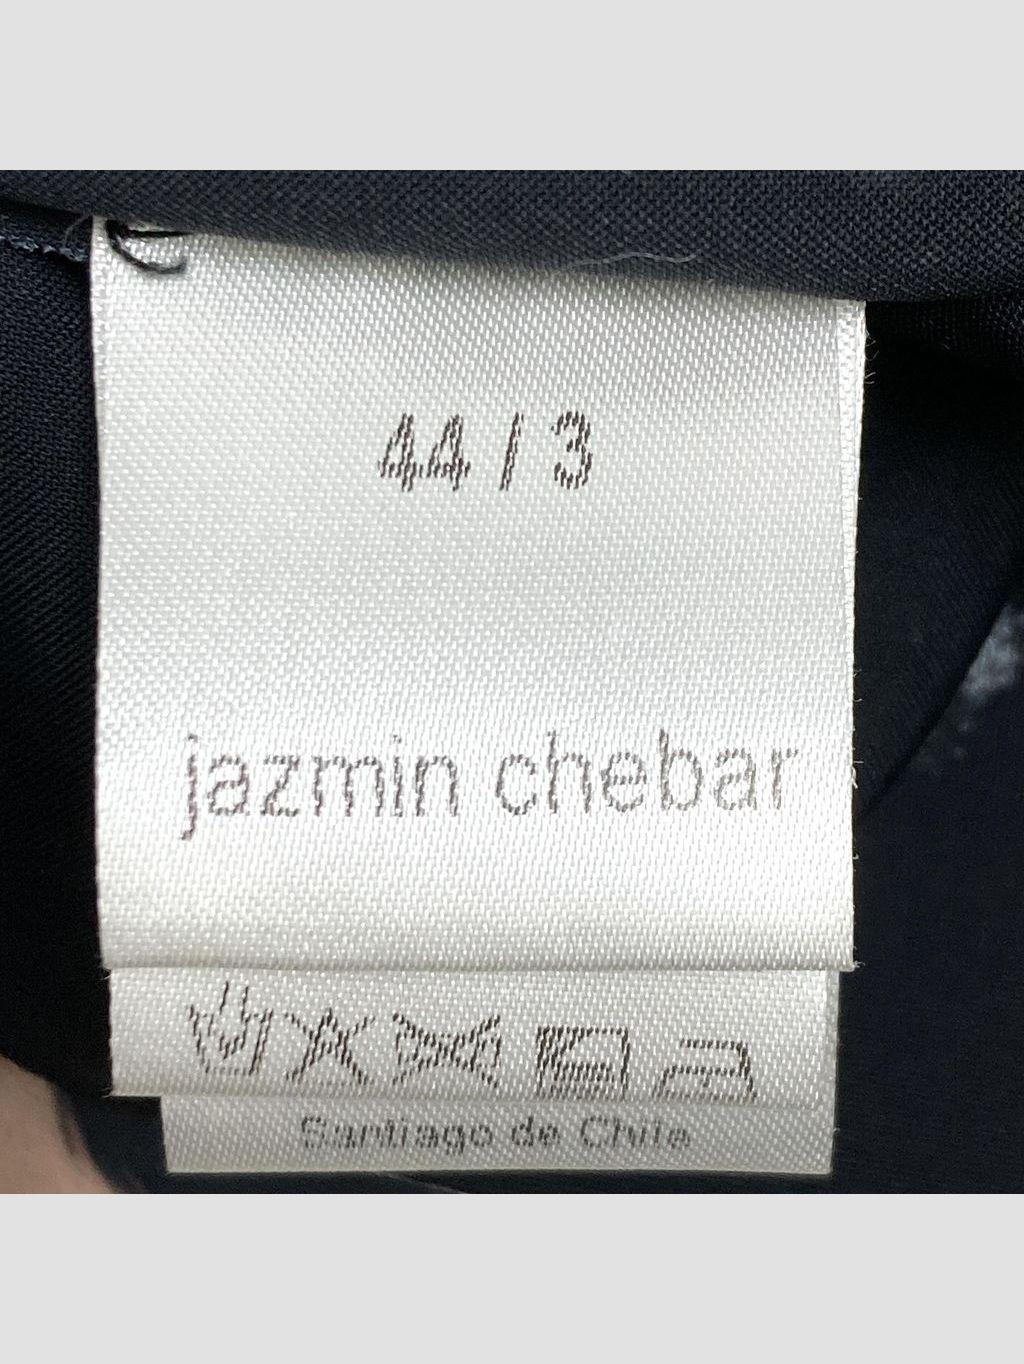 44 / 3
jazmin chebar
Santiago de Chile